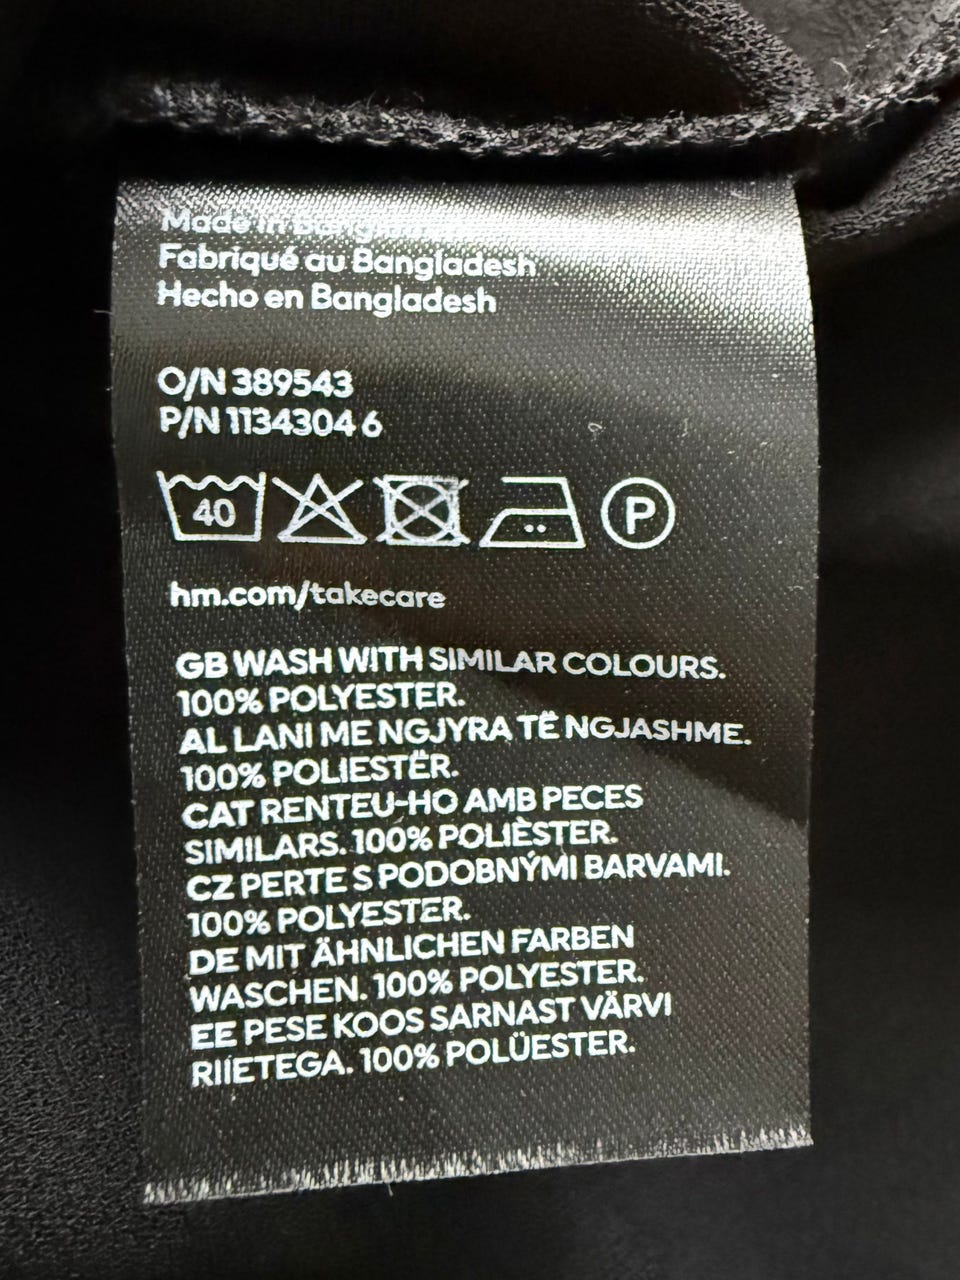 Made in Bangladesh
Fabriqué au Bangladesh
Hecho en Bangladesh
O/N 389543
P/N 1134304 6
40 P
hm.com/takecare
GB WASH WITH SIMILAR COLOURS.
100% POLYESTER.
AL LANI ME NGJYRA TË NGJASHME.
100% POLIESTËR.
CAT RENTEU-HO AMB PECES
SIMILARS. 100% POLIÈSTER.
CZ PERTE S PODOBNÝMI BARVAMI.
100% POLYESTER.
DE MIT ÄHNLICHEN FARBEN
WASCHEN. 100% POLYESTER.
EE PESE KOOS SARNAST VÄRVI
RIIETEGA. 100% POLÜESTER.